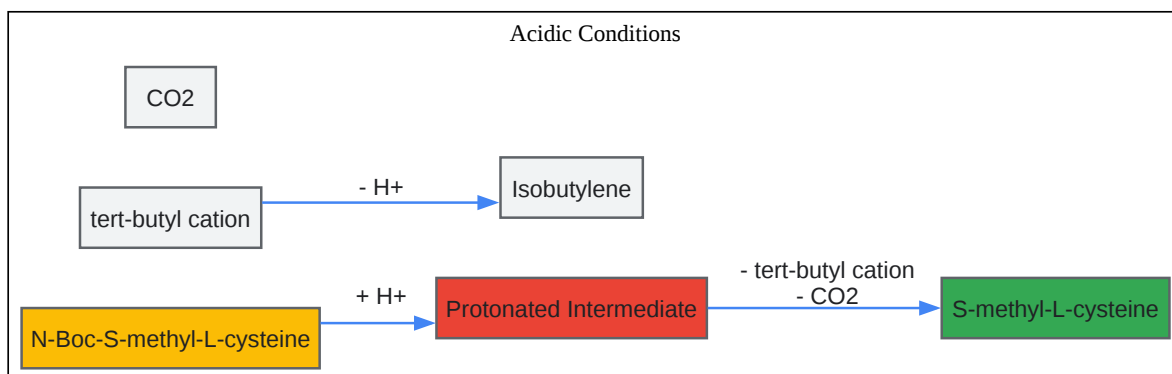 Acidic Conditions
CO2
- H+
Isobutylene
tert-butyl cation
- tert-butyl cation
- CO2
+ H+
Protonated Intermediate
S-methyl-L-cysteine
N-Boc-S-methyl-L-cysteine